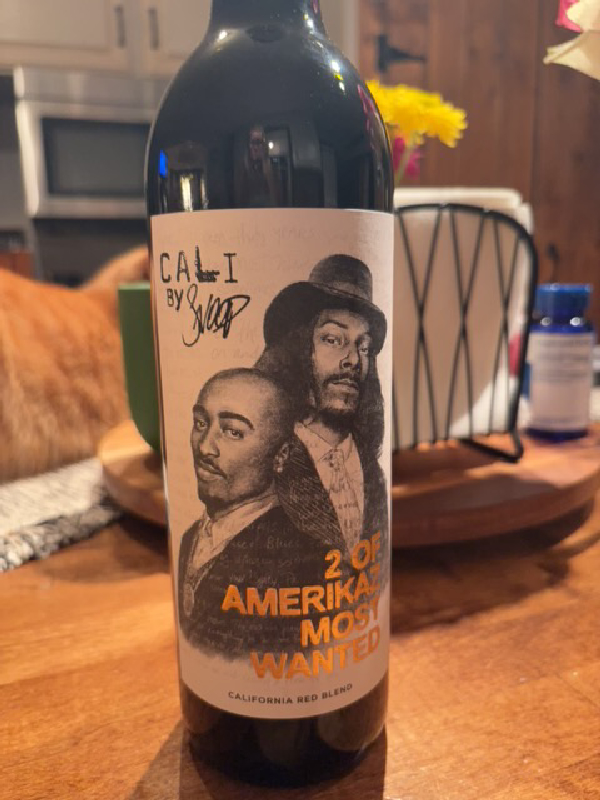 CALI
BY Snoop
2 OF
AMERIKAZ
MOST
WANTED
CALIFORNIA RED BLEND